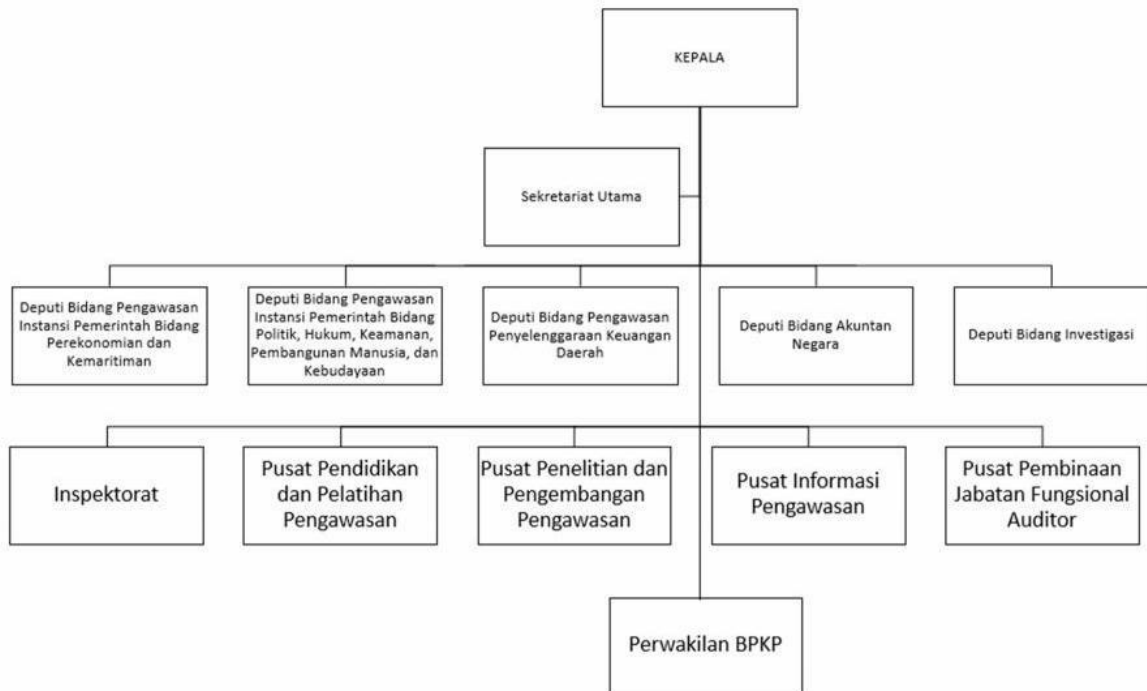 KEPALA
Sekretariat Utama
Deputi Bidang Pengawasan
Instansi Pemerintah Bidang
Perekonomian dan
Kemaritiman
Deputi Bidang Pengawasan
Instansi Pemerintah Bidang
Politik, Hukum, Keamanan,
Pembangunan Manusia, dan
Kebudayaan
Deputi Bidang Pengawasan
Penyelenggaraan Keuangan
Daerah
Deputi Bidang Akuntan
Negara
Deputi Bidang Investigasi
Inspektorat
Pusat Pendidikan
dan Pelatihan
Pengawasan
Pusat Penelitian dan
Pengembangan
Pengawasan
Pusat Informasi
Pengawasan
Pusat Pembinaan
Jabatan Fungsional
Auditor
Perwakilan BPKP